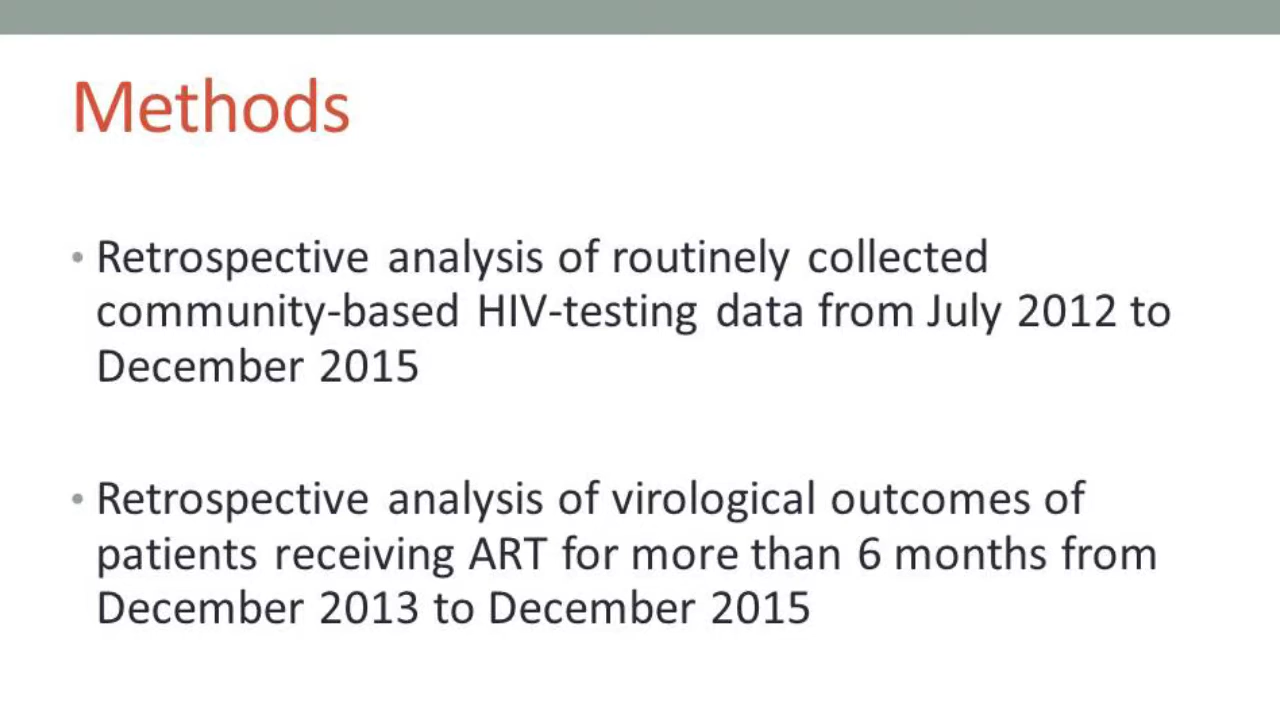 Methods
• Retrospective analysis of routinely collected
community-based HIV-testing data from July 2012 to
December 2015
• Retrospective analysis of virological outcomes of
patients receiving ART for more than 6 months from
December 2013 to December 2015